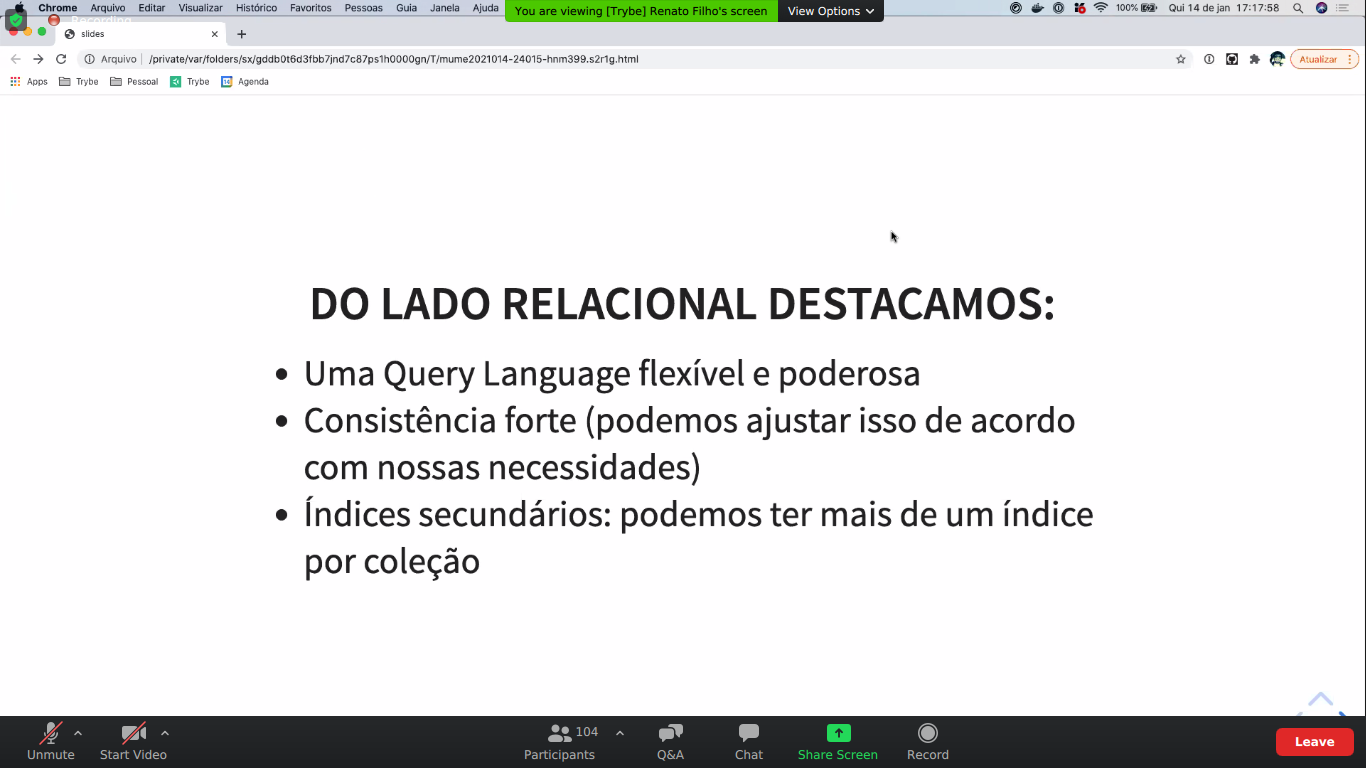 Chrome Arquivo Editar Visualizar Histórico Favoritos Pessoas Guia Janela Ajuda
You are viewing [Trybe] Renato Filho's screen View Options
100% Qui 14 de jan 17:17:58
Recording
slides
Arquivo /private/var/folders/sx/gddb0t6d3fbb7jnd7c87ps1h0000gn/T/mume2021014-24015-hnm399.s2r1g.html
Atualizar
Apps Trybe Pessoal Trybe Agenda
DO LADO RELACIONAL DESTACAMOS:
• Uma Query Language flexível e poderosa
• Consistência forte (podemos ajustar isso de acordo
com nossas necessidades)
• Índices secundários: podemos ter mais de um índice
por coleção
104
Unmute Start Video Participants Q&A Chat Share Screen Record Leave